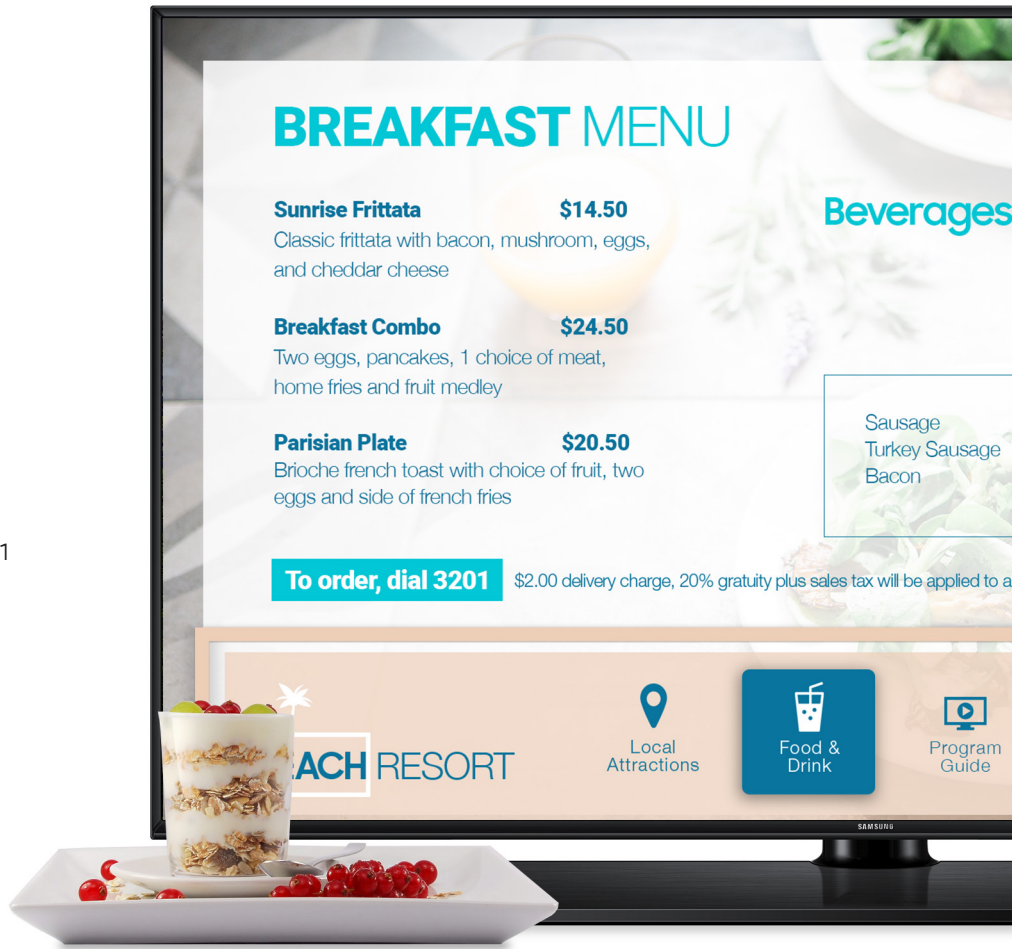 BREAKFAST MENU
Sunrise Frittata $14.50
Classic frittata with bacon, mushroom, eggs,
and cheddar cheese
Breakfast Combo $24.50
Two eggs, pancakes, 1 choice of meat,
home fries and fruit medley
Parisian Plate $20.50
Brioche french toast with choice of fruit, two
eggs and side of french fries
Beverages
Sausage
Turkey Sausage
Bacon
1
To order, dial 3201 $2.00 delivery charge, 20% gratuity plus sales tax will be applied to a
ACH RESORT
Local
Attractions
Food &
Drink
Program
Guide
SAMSUNG